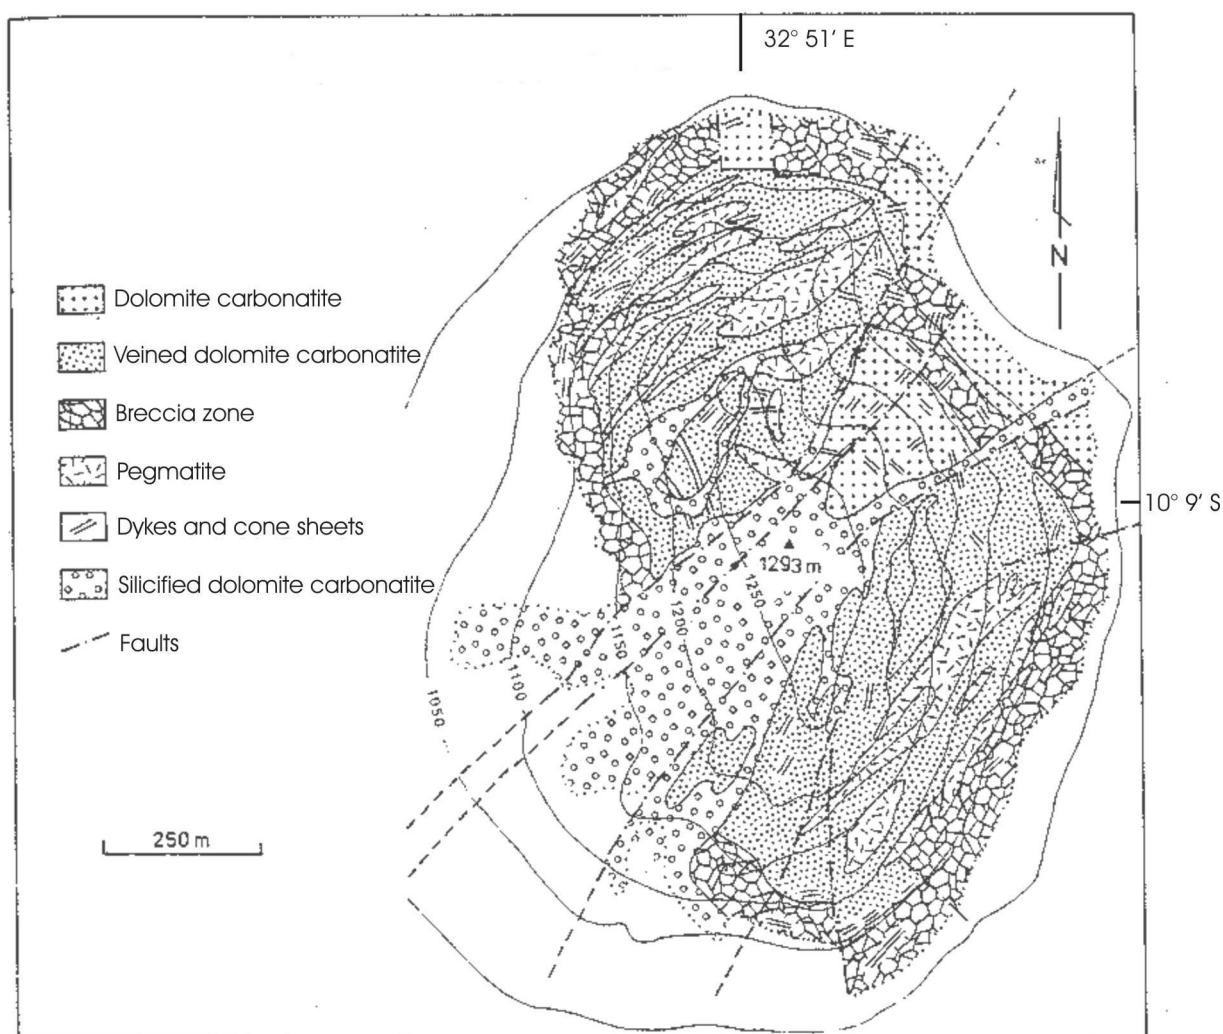 32° 51' E
N
Dolomite carbonatite
Veined dolomite carbonatite
Breccia zone
Pegmatite
Dykes and cone sheets
Silicified dolomite carbonatite
Faults
10° 9' S
1293 m
1250
1200
1150
1100
1050
250 m